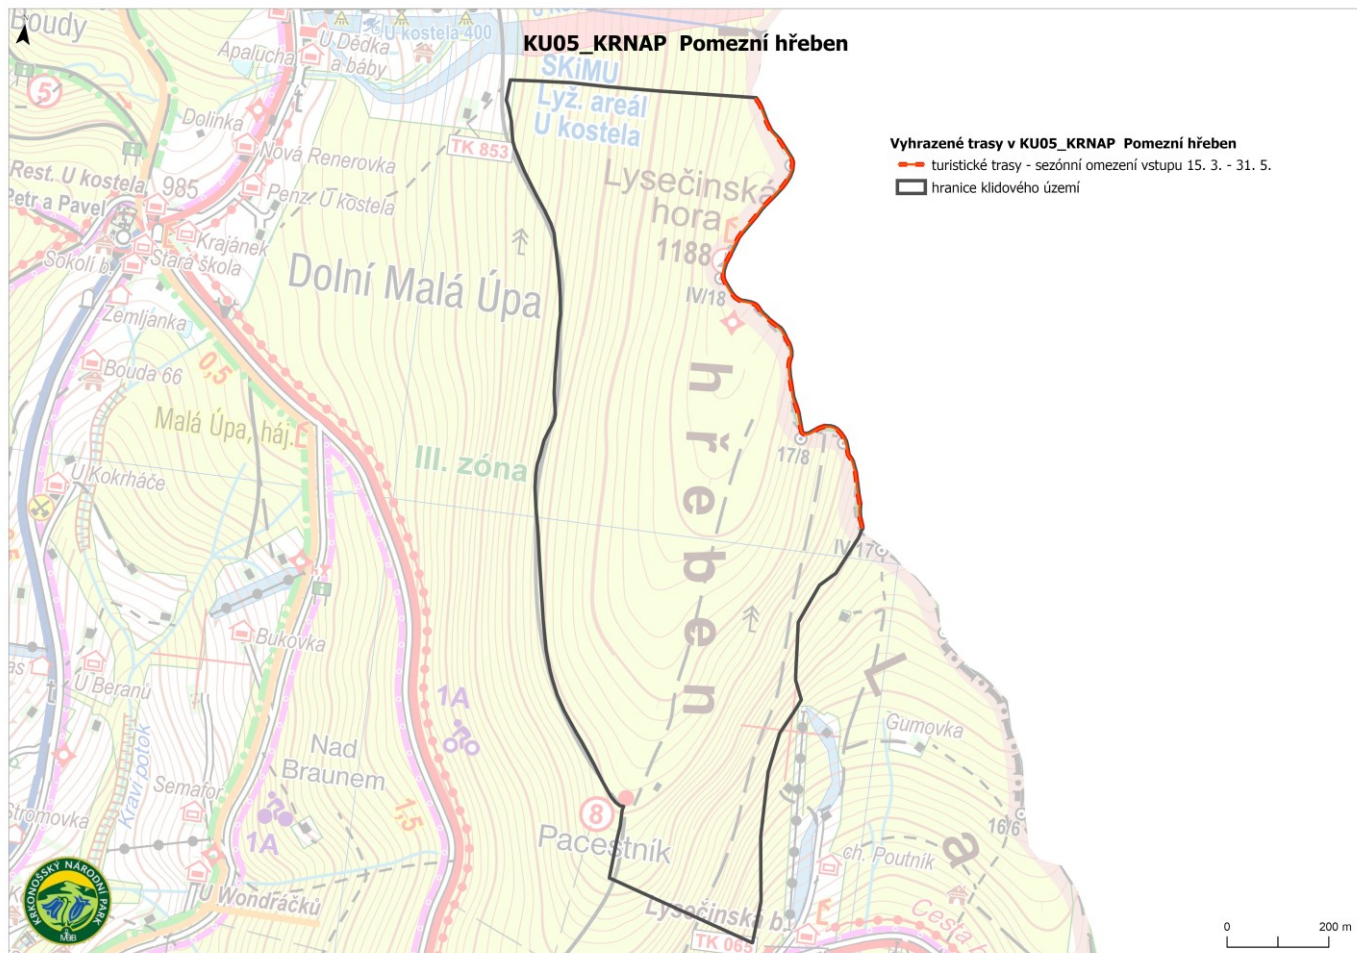 KU05_KRNAP Pomezní hřeben
Boudy
U Dědka
a báby
U kostela 400
Apalucha
SKiMU
Lyž. areál
U kostela
5
Dolinka
TK 853
Nová Renerovka
Rest. U kostela
985
Petr a Pavel
Penz. U kostela
Krajánek
Sokolí b.
Stará škola
Lysečinská
hora
1188
IV/18
Dolní Malá Úpa
Zemljánka
Bouda 66
0,5
Malá Úpa, háj.
III. zóna
U Kokrháče
17/8
IV/17
hřeben
Bukovka
U Beranů
1A
Nad
Braunem
Kraví potok
Semafor
1A
1,5
Stromovka
8
Pacestník
L
a
Gumovka
16/6
ch. Poutník
U Wondráčků
Lysečinská b.
TK 065
Cesta
Vyhrazené trasy v KU05_KRNAP Pomezní hřeben
turistické trasy - sezónní omezení vstupu 15. 3. - 31. 5.
hranice klidového území
KRKONOŠSKÝ NÁRODNÍ PARK
0 200 m